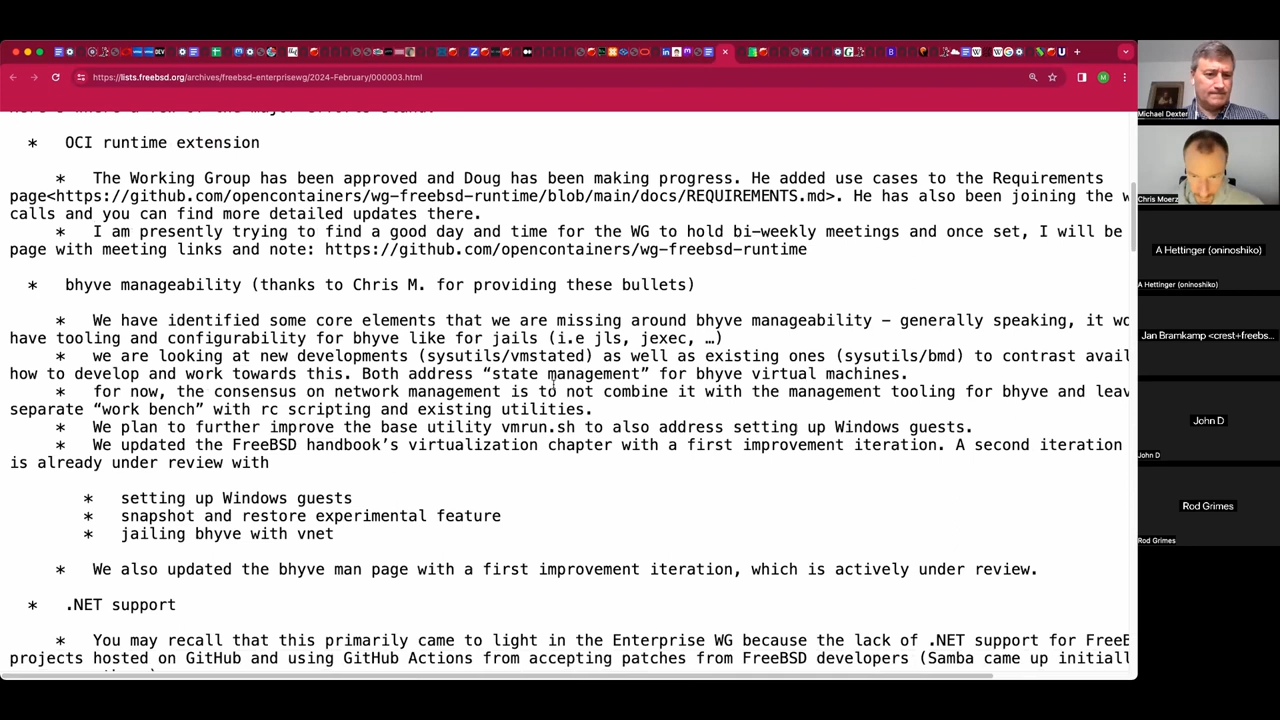 https://lists.freebsd.org/archives/freebsd-enterprisewg/2024-February/000003.html
M
* OCI runtime extension
* The Working Group has been approved and Doug has been making progress. He added use cases to the Requirements
page<https://github.com/opencontainers/wg-freebsd-runtime/blob/main/docs/REQUIREMENTS.md>. He has also been joining the
calls and you can find more detailed updates there.
* I am presently trying to find a good day and time for the WG to hold bi-weekly meetings and once set, I will be
page with meeting links and note: https://github.com/opencontainers/wg-freebsd-runtime
* bhyve manageability (thanks to Chris M. for providing these bullets)
* We have identified some core elements that we are missing around bhyve manageability – generally speaking, it wo
have tooling and configurability for bhyve like for jails (i.e jls, jexec, …)
* we are looking at new developments (sysutils/vmstated) as well as existing ones (sysutils/bmd) to contrast avail
how to develop and work towards this. Both address “state management” for bhyve virtual machines.
* for now, the consensus on network management is to not combine it with the management tooling for bhyve and leav
separate “work bench” with rc scripting and existing utilities.
* We plan to further improve the base utility vmrun.sh to also address setting up Windows guests.
* We updated the FreeBSD handbook’s virtualization chapter with a first improvement iteration. A second iteration
is already under review with
* setting up Windows guests
* snapshot and restore experimental feature
* jailing bhyve with vnet
* We also updated the bhyve man page with a first improvement iteration, which is actively under review.
* .NET support
* You may recall that this primarily came to light in the Enterprise WG because the lack of .NET support for FreeB
projects hosted on GitHub and using GitHub Actions from accepting patches from FreeBSD developers (Samba came up initiall
Michael Dexter
Chris Moerz
A Hettinger (oninoshiko)
A Hettinger (oninoshiko)
Jan Bramkamp <crest+freebs...
John D
John D
Rod Grimes
Rod Grimes